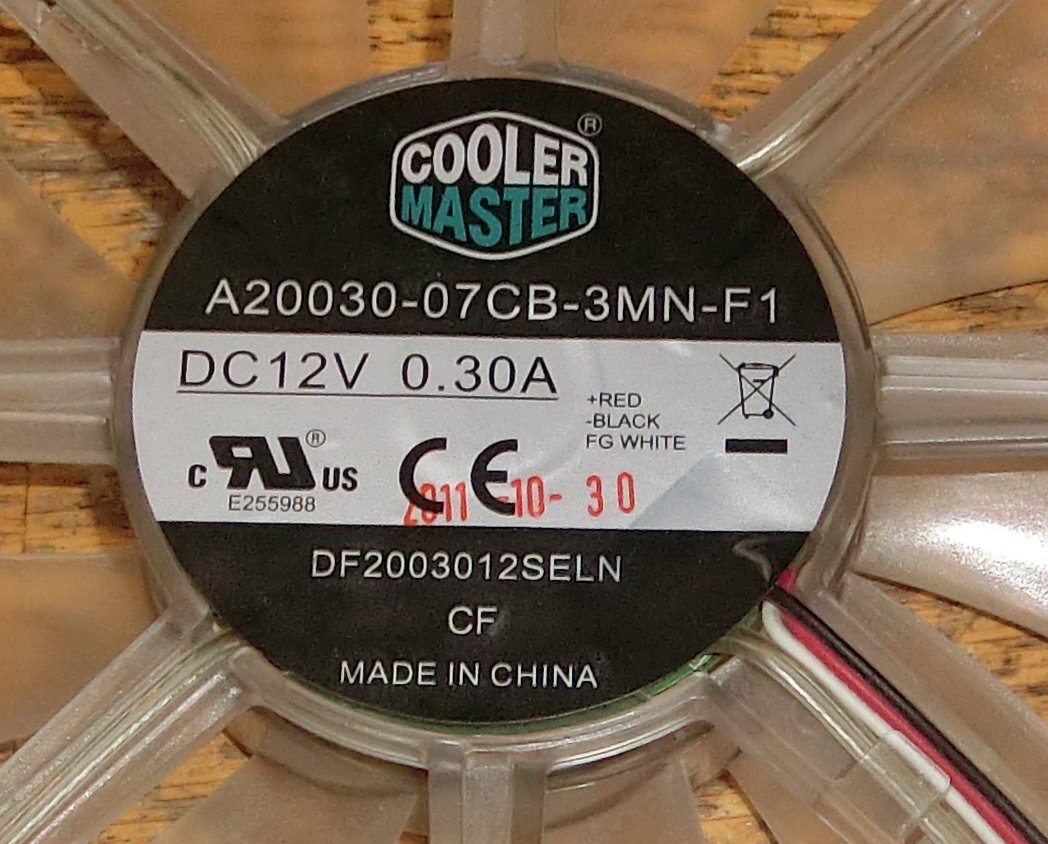 COOLER ®
MASTER
A20030-07CB-3MN-F1
DC12V 0.30A
+RED
-BLACK
FG WHITE
C RU ® US
E255988
CE
2011-10-30
DF2003012SELN
CF
MADE IN CHINA